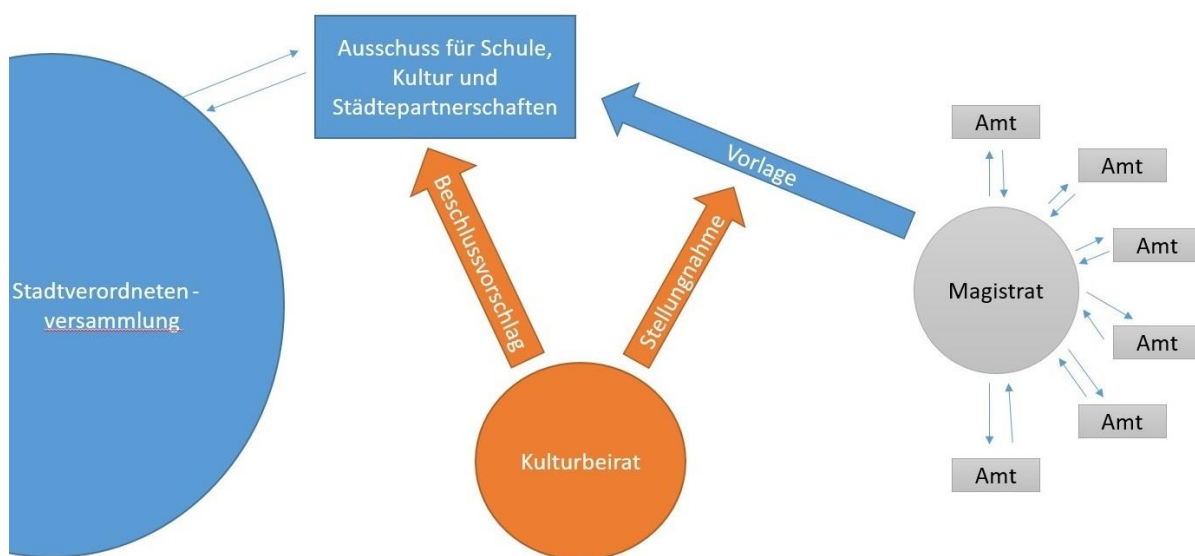 Ausschuss für Schule,
Kultur und
Städtepartnerschaften
Stadtverordneten-
versammlung
Beschlussvorschlag
Stellungnahme
Vorlage
Kulturbeirat
Magistrat
Amt
Amt
Amt
Amt
Amt
Amt